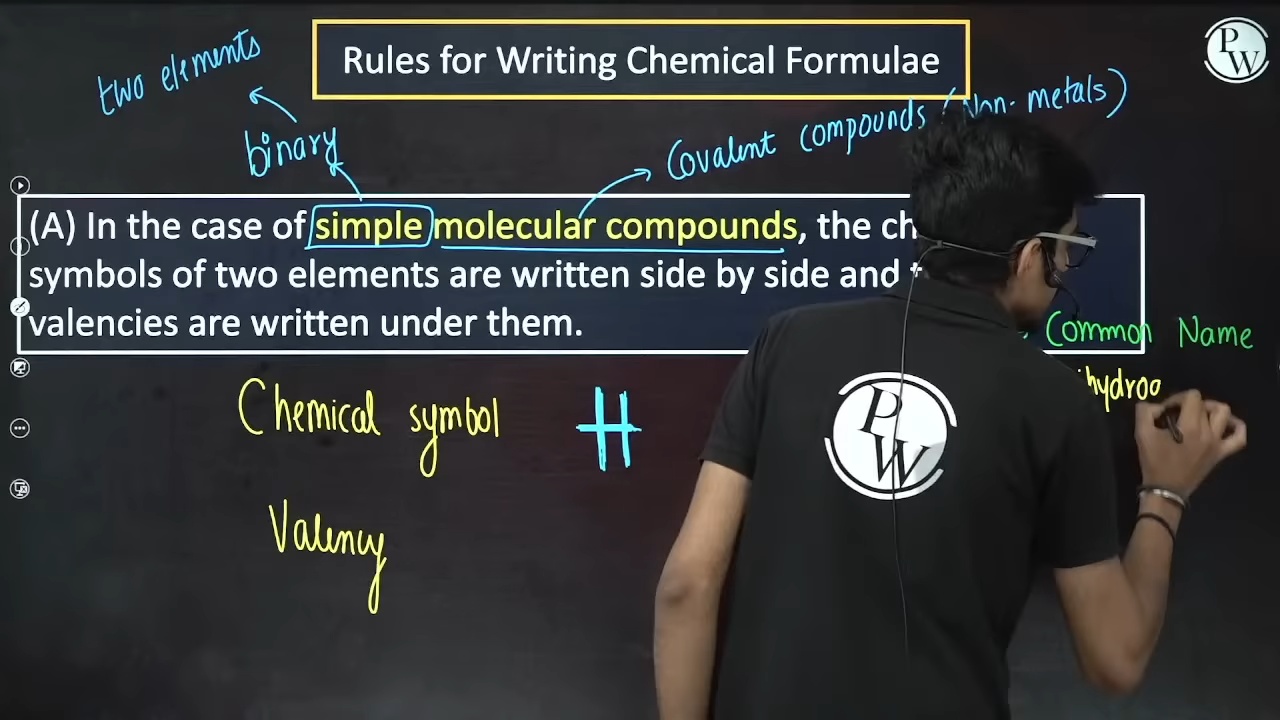 Rules for Writing Chemical Formulae
PW
two elements
binary
Covalent compounds (Non-metals)
(A) In the case of simple molecular compounds, the ch
symbols of two elements are written side by side and
valencies are written under them.
Common Name
Chemical symbol H
PW
Valency